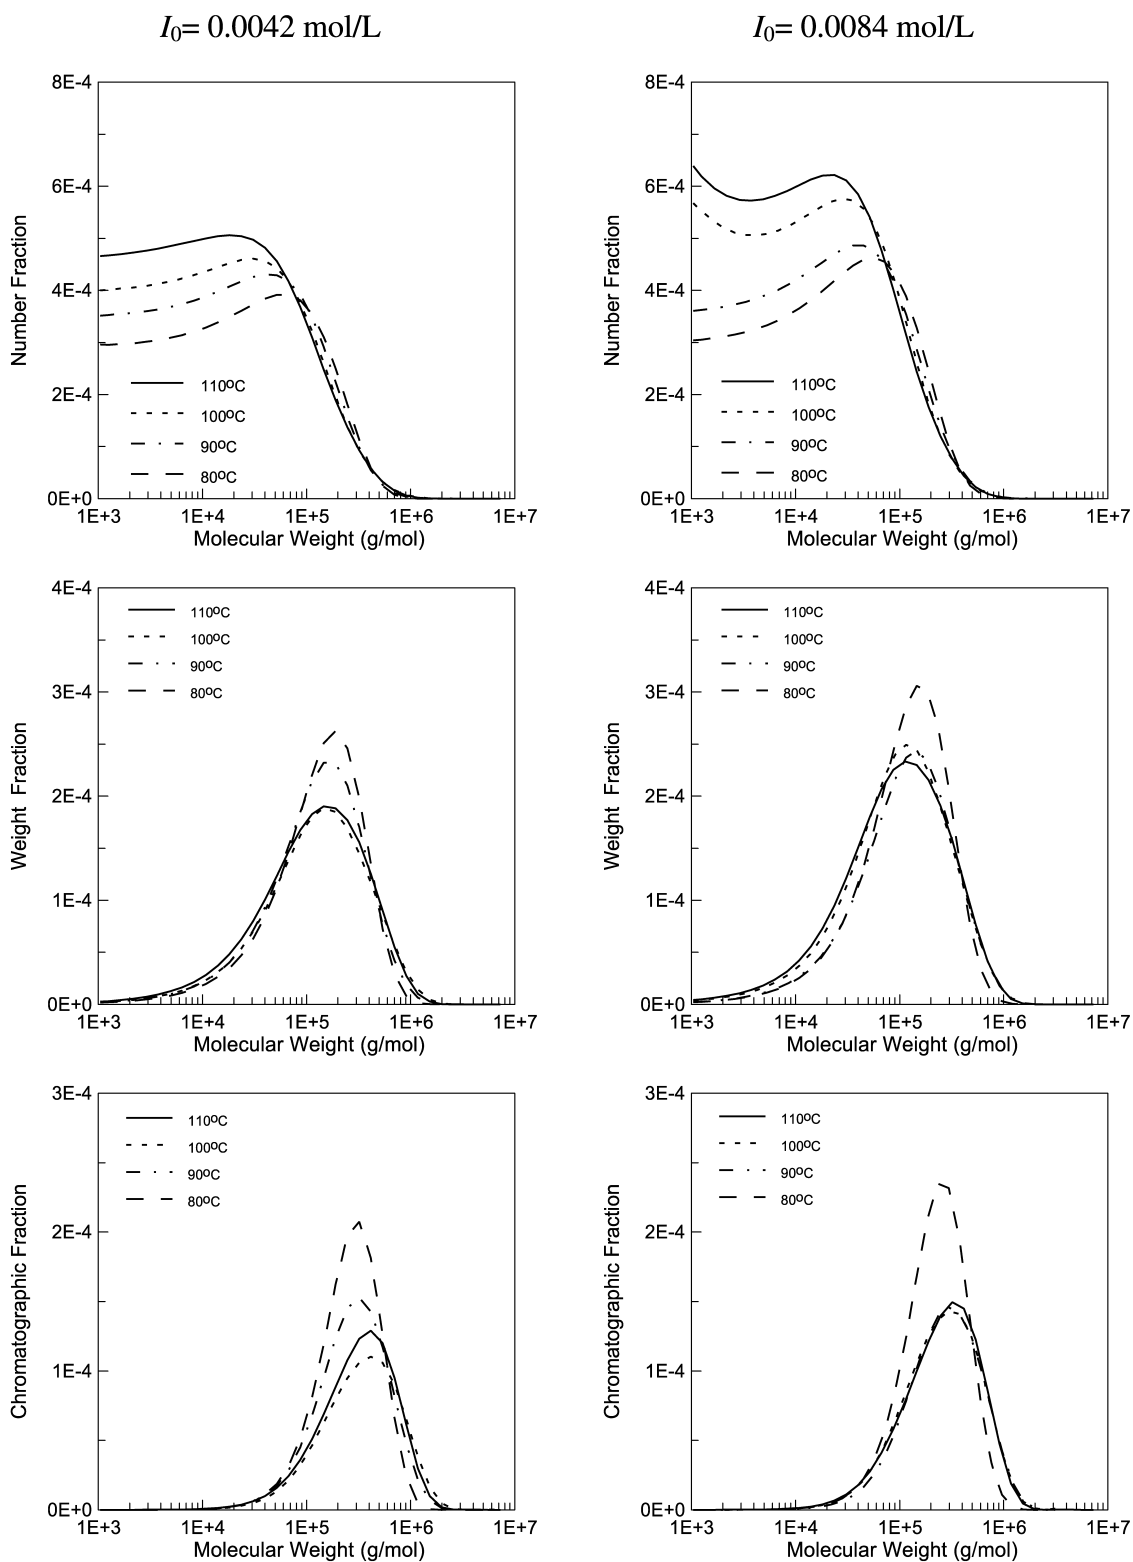 I0= 0.0042 mol/L
I0= 0.0084 mol/L
8E-4
6E-4
4E-4
2E-4
0E+0
Number Fraction
110ºC
100ºC
90ºC
80ºC
1E+3 1E+4 1E+5 1E+6 1E+7
Molecular Weight (g/mol)
8E-4
6E-4
4E-4
2E-4
0E+0
Number Fraction
110ºC
100ºC
90ºC
80ºC
1E+3 1E+4 1E+5 1E+6 1E+7
Molecular Weight (g/mol)
4E-4
3E-4
2E-4
1E-4
0E+0
Weight Fraction
110ºC
100ºC
90ºC
80ºC
1E+3 1E+4 1E+5 1E+6 1E+7
Molecular Weight (g/mol)
4E-4
3E-4
2E-4
1E-4
0E+0
Weight Fraction
110ºC
100ºC
90ºC
80ºC
1E+3 1E+4 1E+5 1E+6 1E+7
Molecular Weight (g/mol)
3E-4
2E-4
1E-4
0E+0
Chromatographic Fraction
110ºC
100ºC
90ºC
80ºC
1E+3 1E+4 1E+5 1E+6 1E+7
Molecular Weight (g/mol)
3E-4
2E-4
1E-4
0E+0
Chromatographic Fraction
110ºC
100ºC
90ºC
80ºC
1E+3 1E+4 1E+5 1E+6 1E+7
Molecular Weight (g/mol)